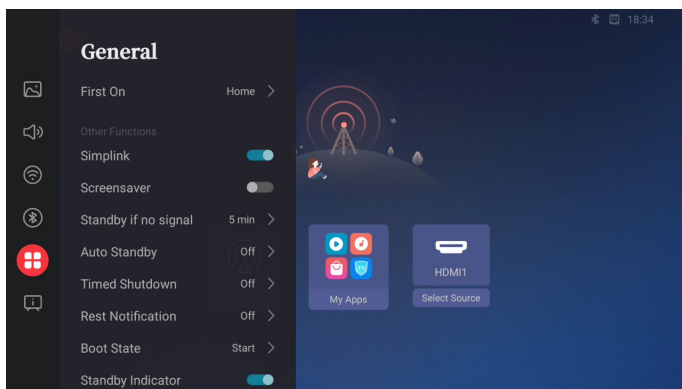 18:34
General
First On Home
Other Functions
Simplink
Screensaver
Standby if no signal 5 min
Auto Standby Off
Timed Shutdown Off
Rest Notification Off
Boot State Start
Standby Indicator
My Apps
HDMI1
Select Source